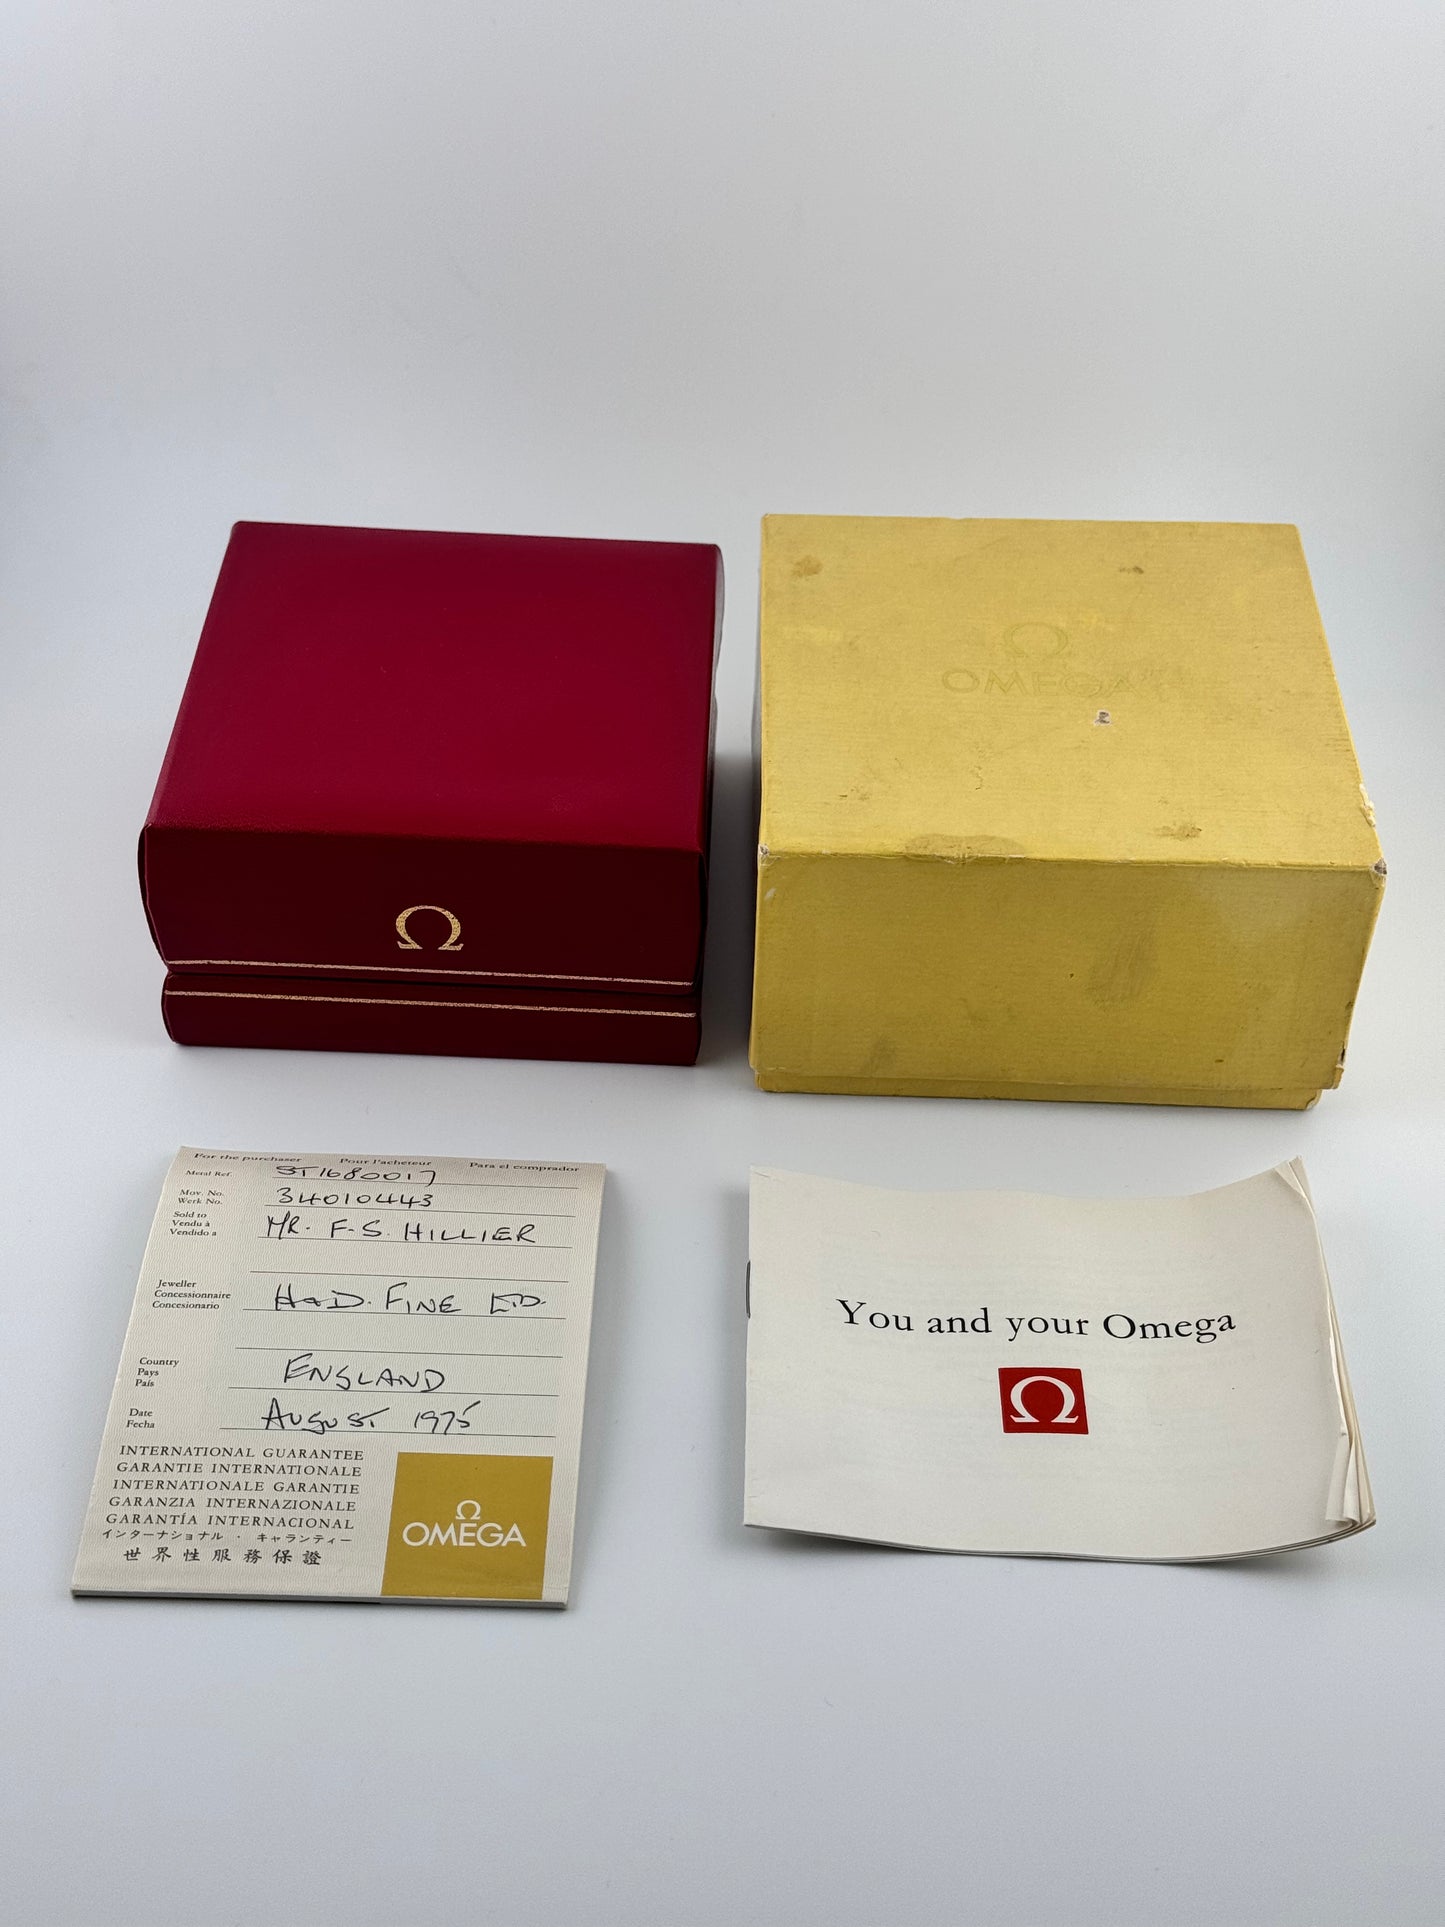 Ω
OMEGA
Ω
For the purchaser Pour l'acheteur Para el comprador
Metal Ref. ST1680017
Mov. No. 34010443
Werk No.
Sold to MR. F.S. HILLIER
Vendu à
Vendido a
Jeweller H & D. FINE LTD.
Concessionnaire
Concesionario
Country ENGLAND
Pays
País
Date AUGUST 1975
Fecha
INTERNATIONAL GUARANTEE
GARANTIE INTERNATIONALE
INTERNATIONALE GARANTIE
GARANZIA INTERNAZIONALE
GARANTÍA INTERNACIONAL
インターナショナル・キャランティー
世界性服務保證
Ω
OMEGA
You and your Omega
Ω